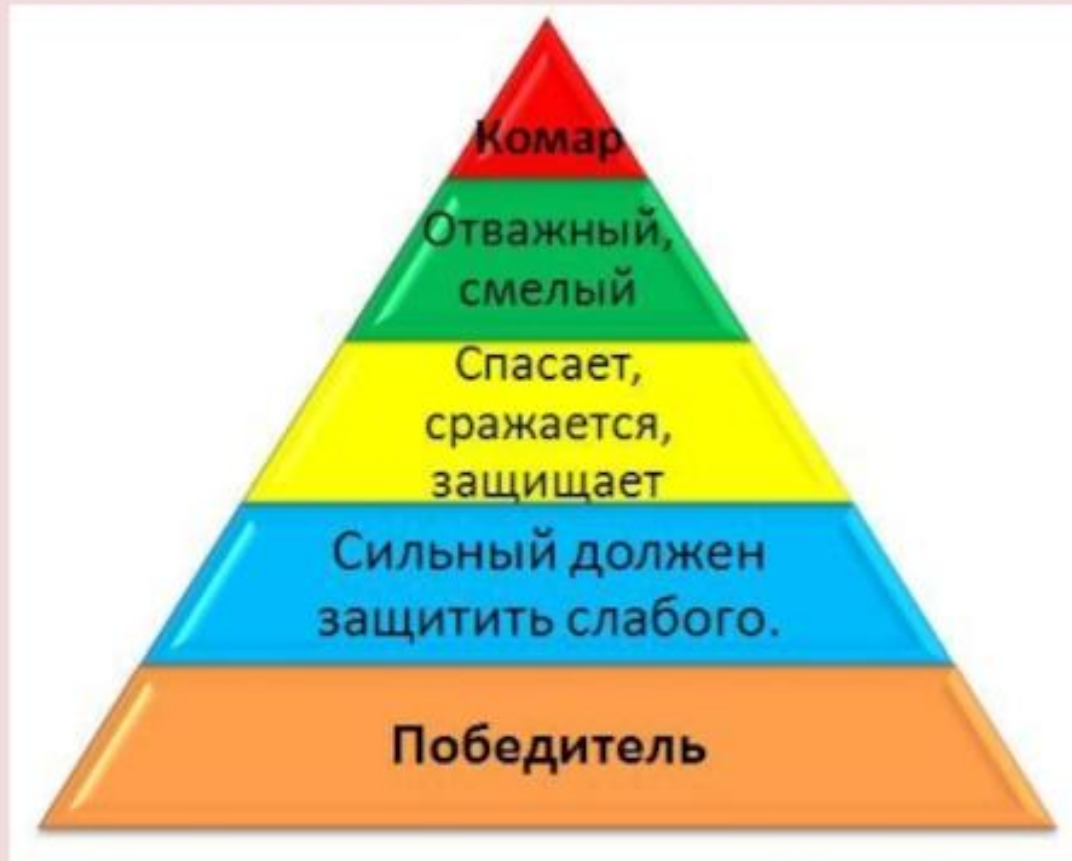 Комар
Отважный,
смелый
Спасает,
сражается,
защищает
Сильный должен
защитить слабого.
Победитель